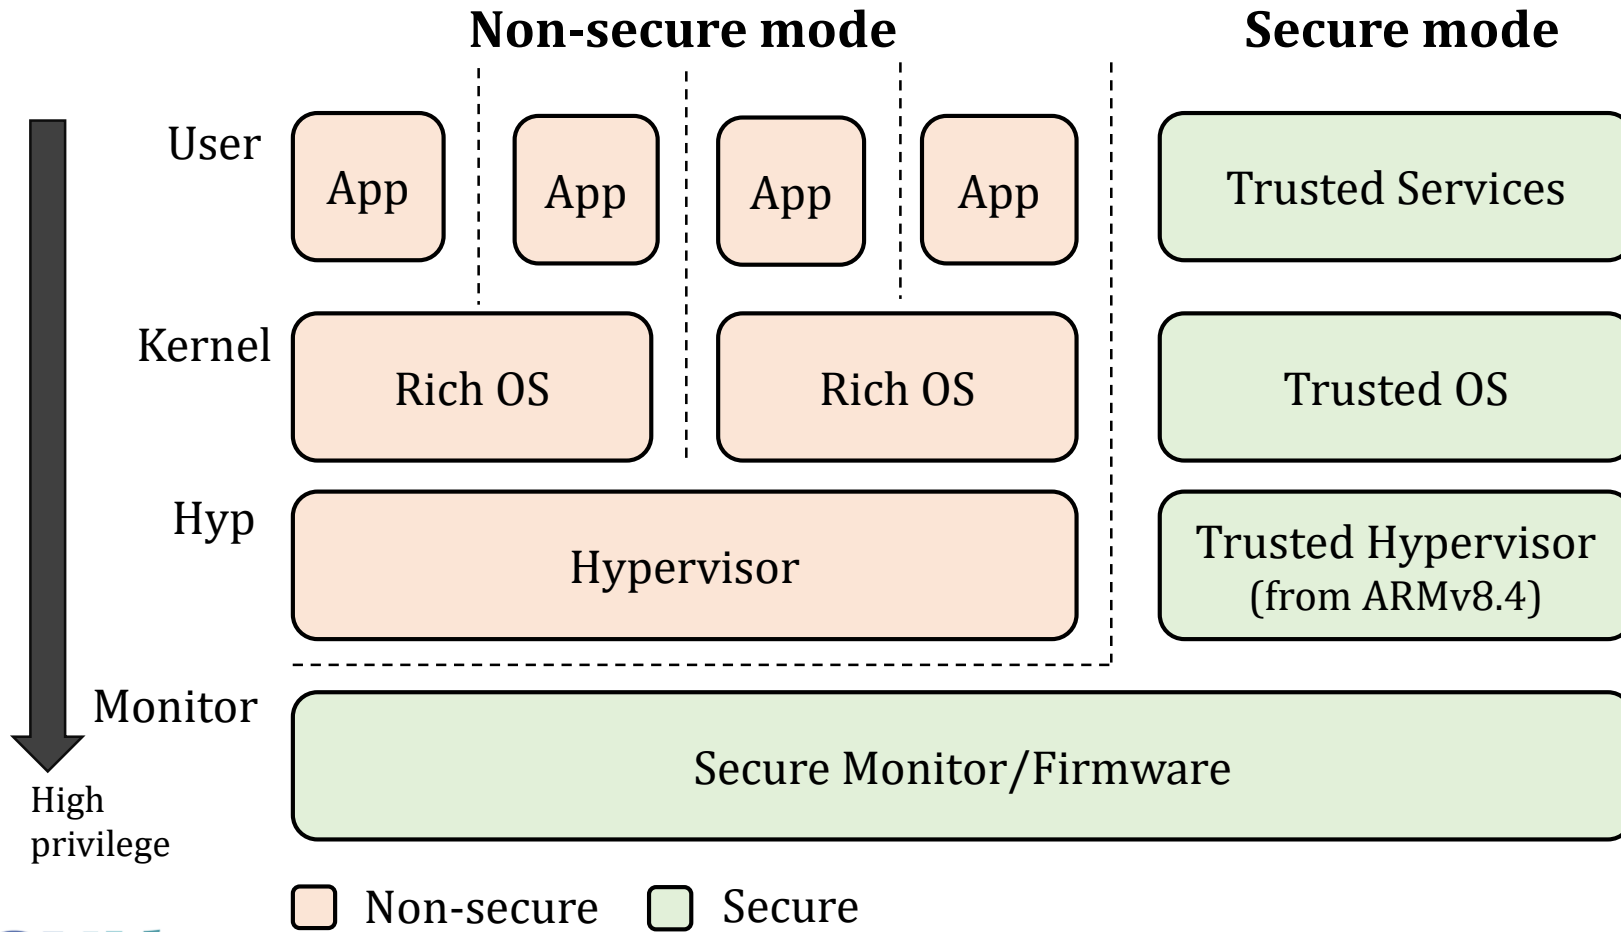 Non-secure mode
Secure mode
User
App
App
App
App
Trusted Services
Kernel
Rich OS
Rich OS
Trusted OS
Hyp
Hypervisor
Trusted Hypervisor
(from ARMv8.4)
Monitor
Secure Monitor/Firmware
High
privilege
Non-secure
Secure